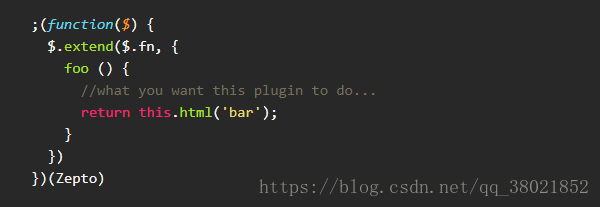 ;(function($) {
  $.extend($.fn, {
    foo () {
      //what you want this plugin to do...
      return this.html('bar');
    }
  })
})(Zepto)
https://blog.csdn.net/qq_38021852